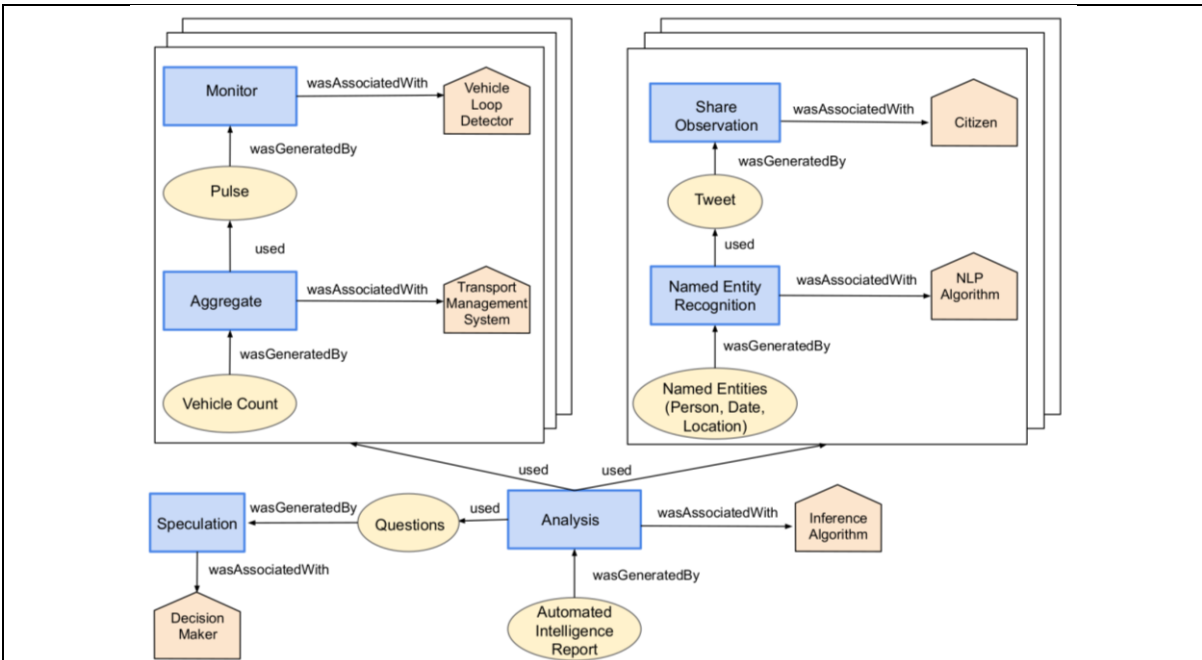 Monitor
wasAssociatedWith
Vehicle
Loop
Detector
wasGeneratedBy
Pulse
used
Aggregate
wasAssociatedWith
Transport
Management
System
wasGeneratedBy
Vehicle Count
Share
Observation
wasAssociatedWith
Citizen
wasGeneratedBy
Tweet
used
Named Entity
Recognition
wasAssociatedWith
NLP
Algorithm
wasGeneratedBy
Named Entities
(Person, Date,
Location)
used
used
Speculation
wasGeneratedBy
Questions
used
Analysis
wasAssociatedWith
Inference
Algorithm
wasAssociatedWith
Decision
Maker
wasGeneratedBy
Automated
Intelligence
Report